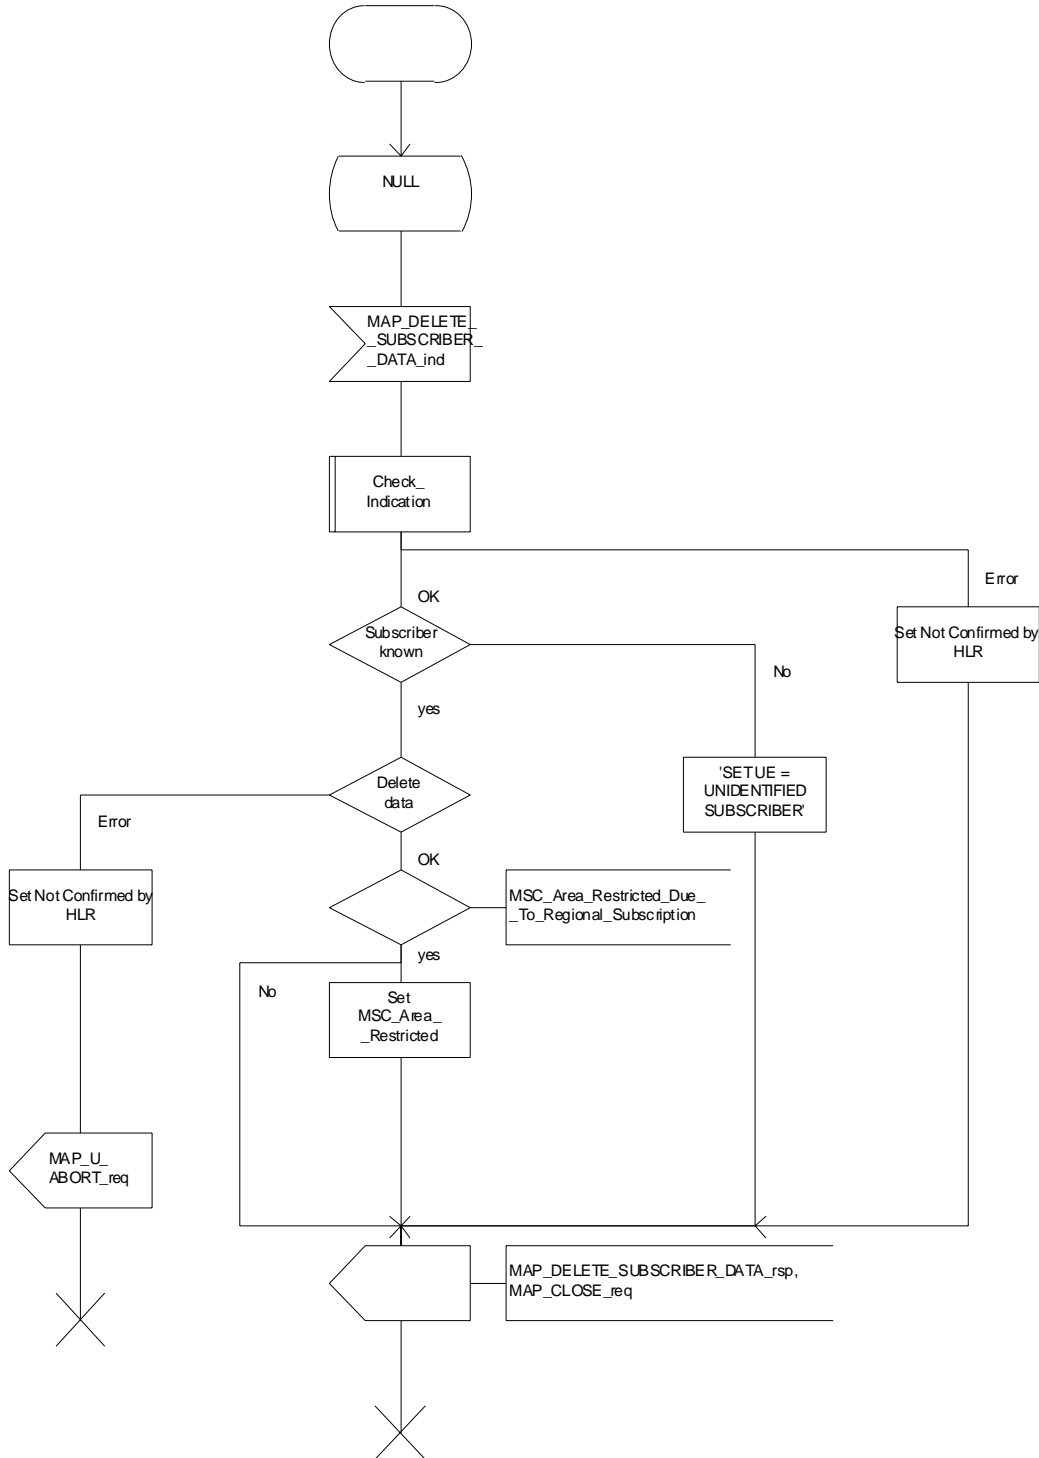 NULL
MAP_DELETE_
_SUBSCRIBER_
_DATA_ind
Check_
Indication
Error
OK
Subscriber
known
Set Not Confirmed by
HLR
No
yes
Delete
data
'SET UE =
UNIDENTIFIED
SUBSCRIBER'
Error
OK
Set Not Confirmed by
HLR
MSC_Area_Restricted_Due_
_To_Regional_Subscription
yes
No
Set
MSC_Area_
_Restricted
MAP_U_
ABORT_req
MAP_DELETE_SUBSCRIBER_DATA_rsp,
MAP_CLOSE_req